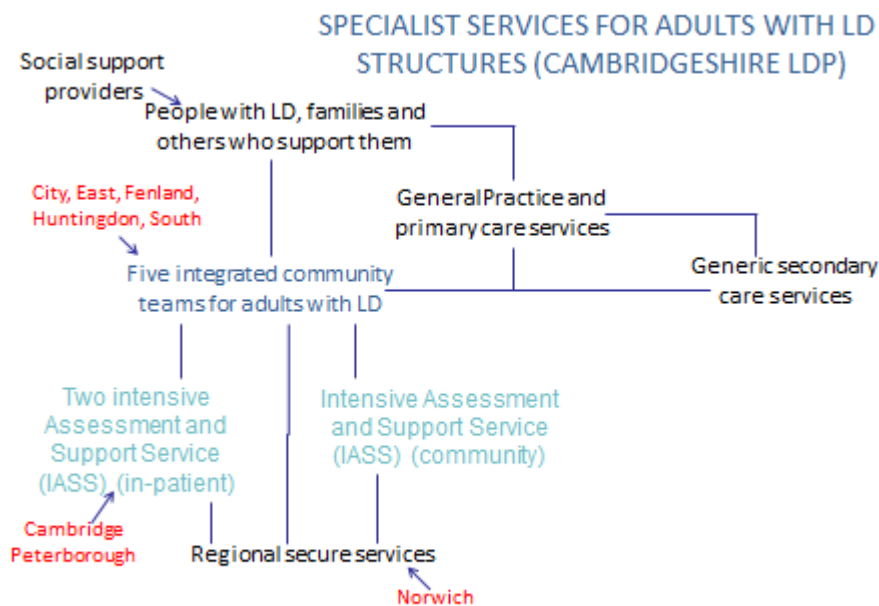 SPECIALIST SERVICES FOR ADULTS WITH LD
STRUCTURES (CAMBRIDGESHIRE LDP)
Social support
providers
People with LD, families and
others who support them
City, East, Fenland,
Huntingdon, South
General Practice and
primary care services
Generic secondary
care services
Five integrated community
teams for adults with LD
Two intensive
Assessment and
Support Service
(IASS) (in-patient)
Intensive Assessment
and Support Service
(IASS) (community)
Cambridge
Peterborough
Regional secure services
Norwich